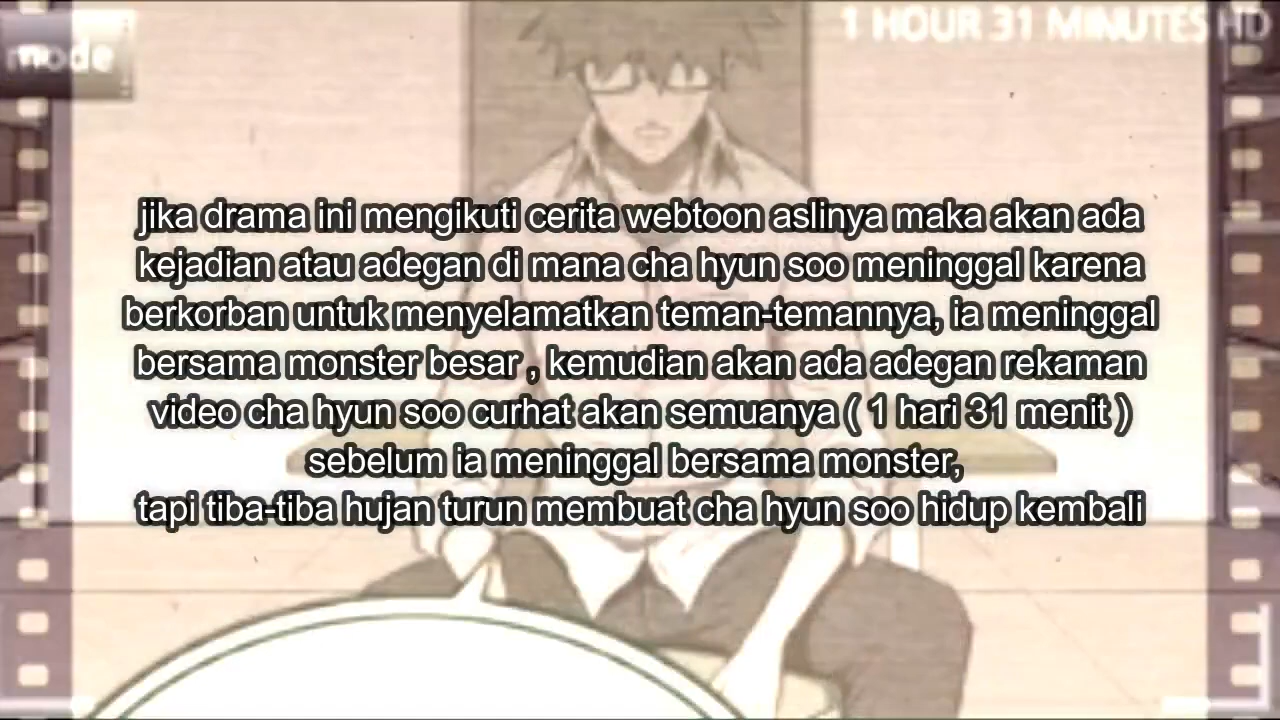 1 HOUR 31 MINUTES HD
mode
jika drama ini mengikuti cerita webtoon aslinya maka akan ada
kejadian atau adegan di mana cha hyun soo meninggal karena
berkorban untuk menyelamatkan teman-temannya, ia meninggal
bersama monster besar , kemudian akan ada adegan rekaman
video cha hyun soo curhat akan semuanya ( 1 hari 31 menit )
sebelum ia meninggal bersama monster,
tapi tiba-tiba hujan turun membuat cha hyun soo hidup kembali